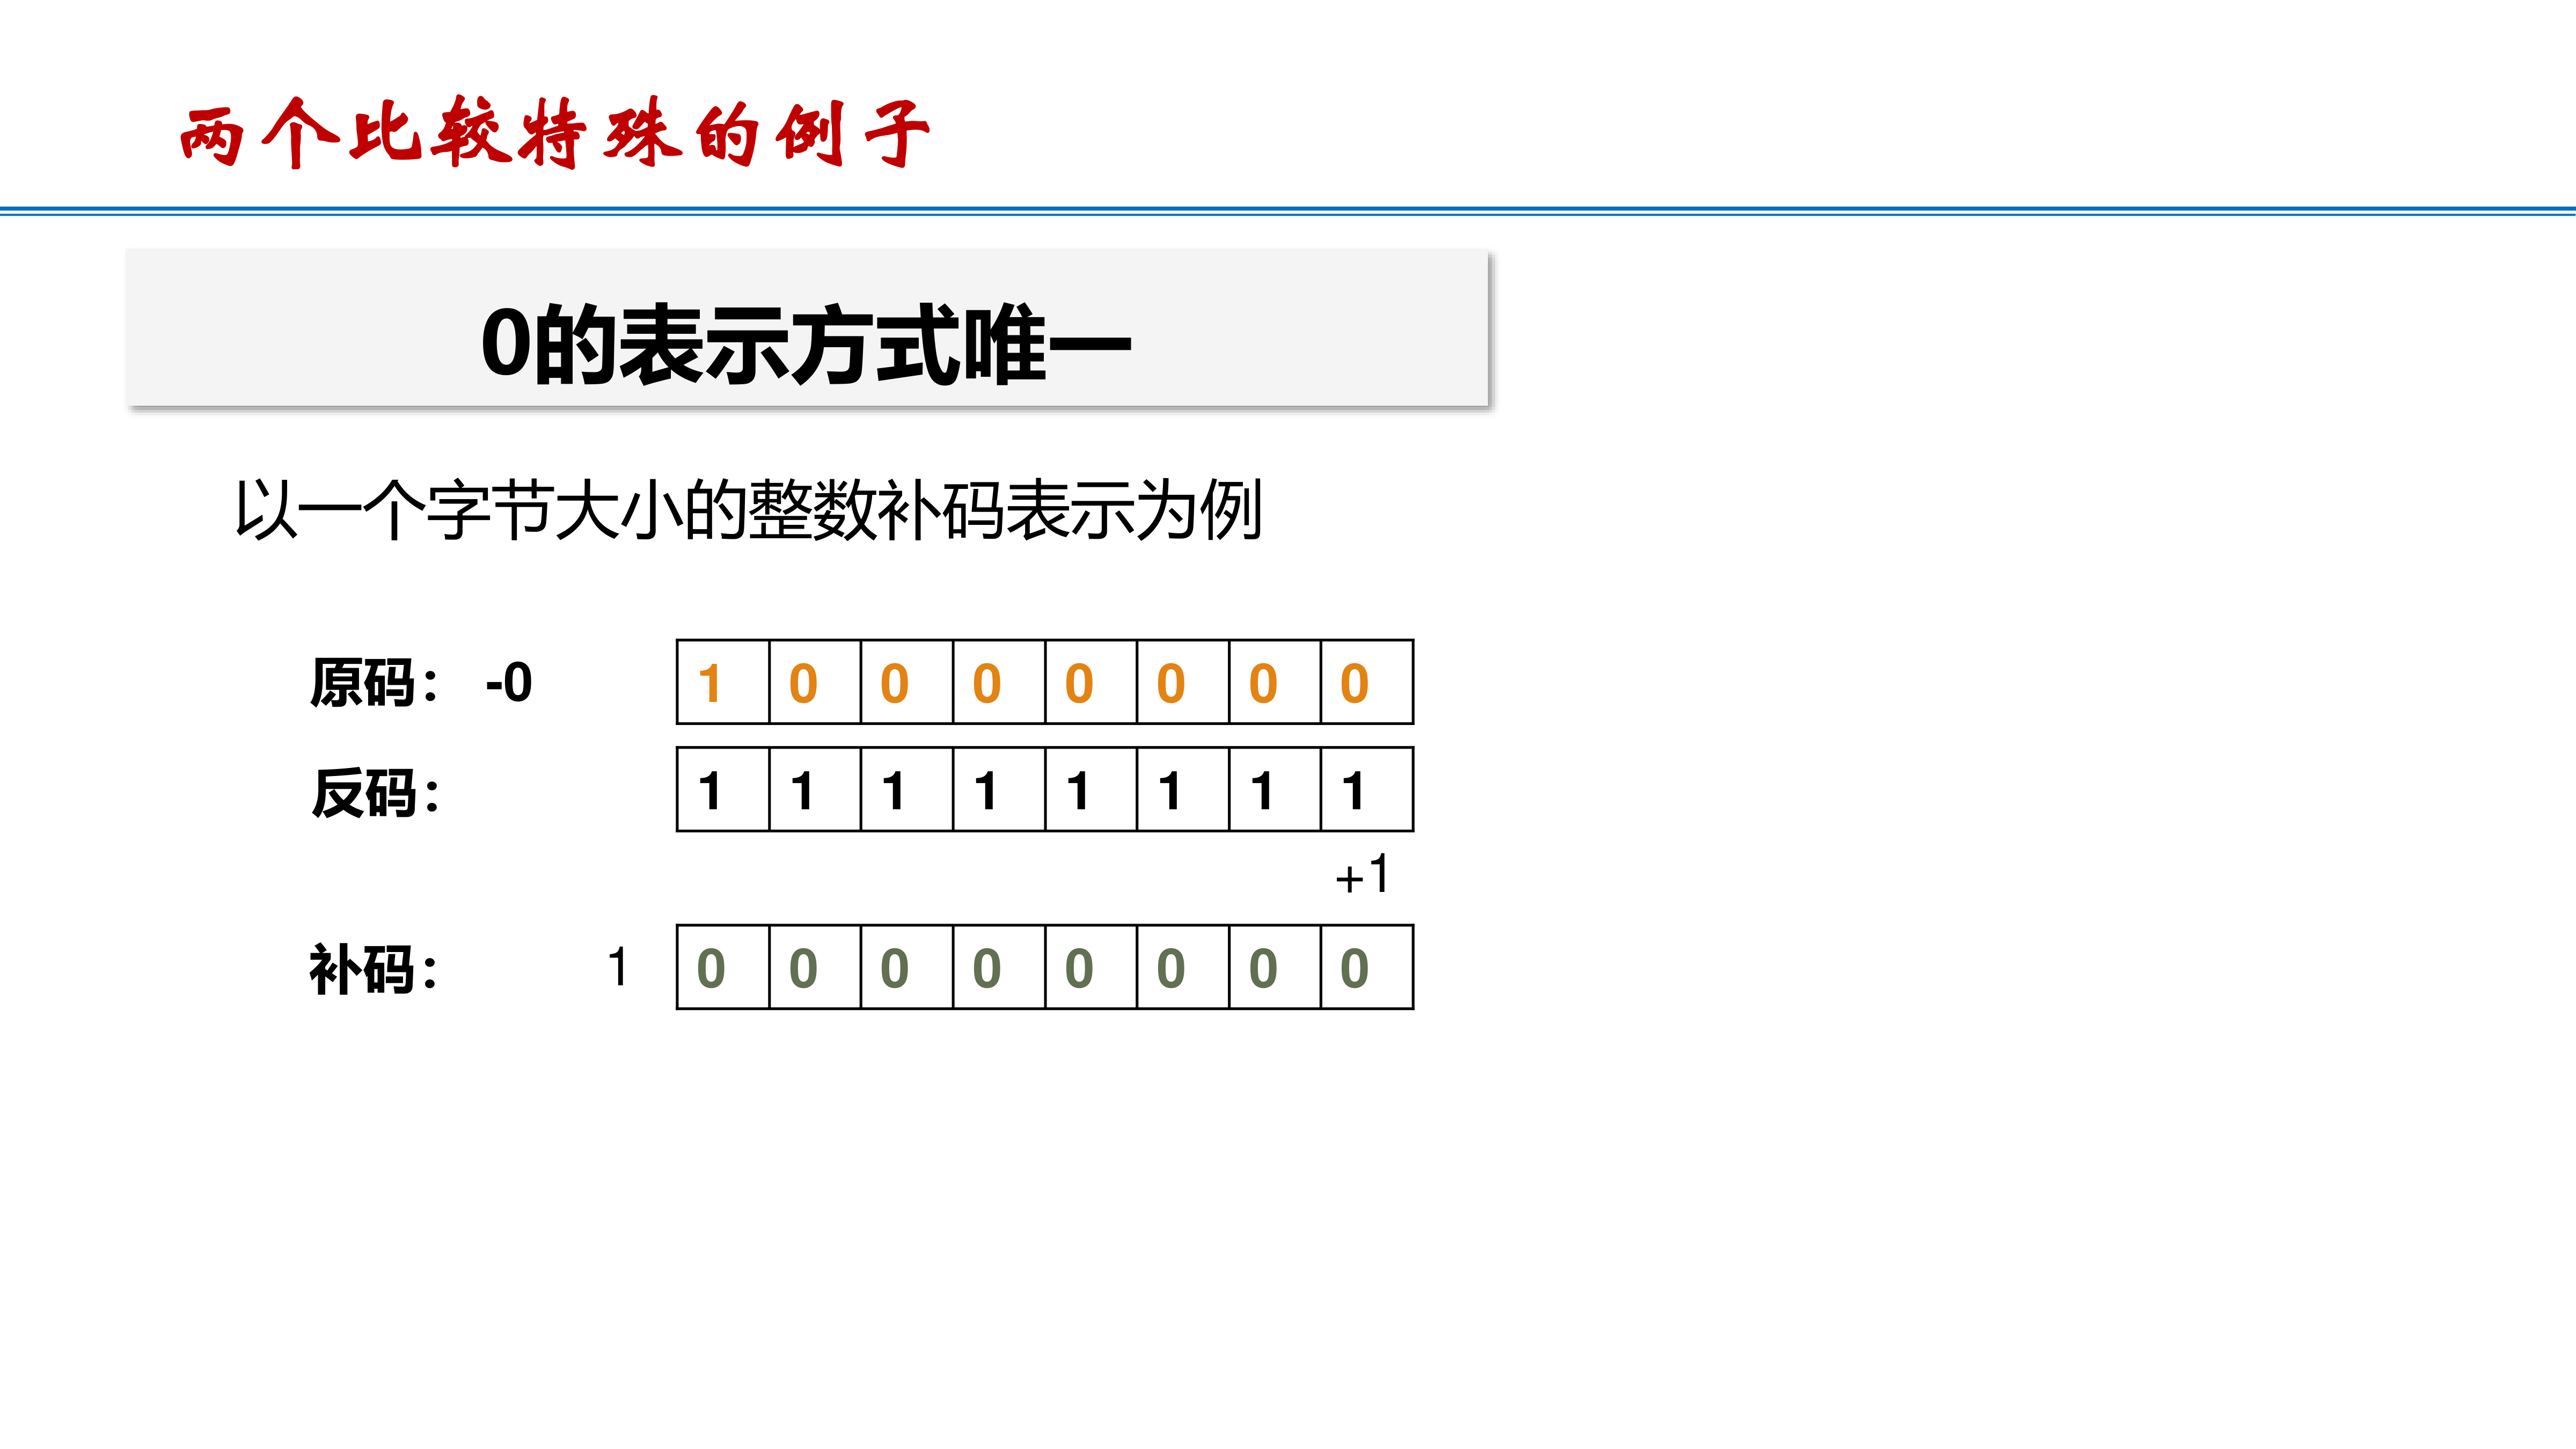 两个比较特殊的例子
0的表示方式唯一
以一个字节大小的整数补码表示为例
原码： -0 1 0 0 0 0 0 0 0
反码： 1 1 1 1 1 1 1 1
+1
补码： 1 0 0 0 0 0 0 0 0